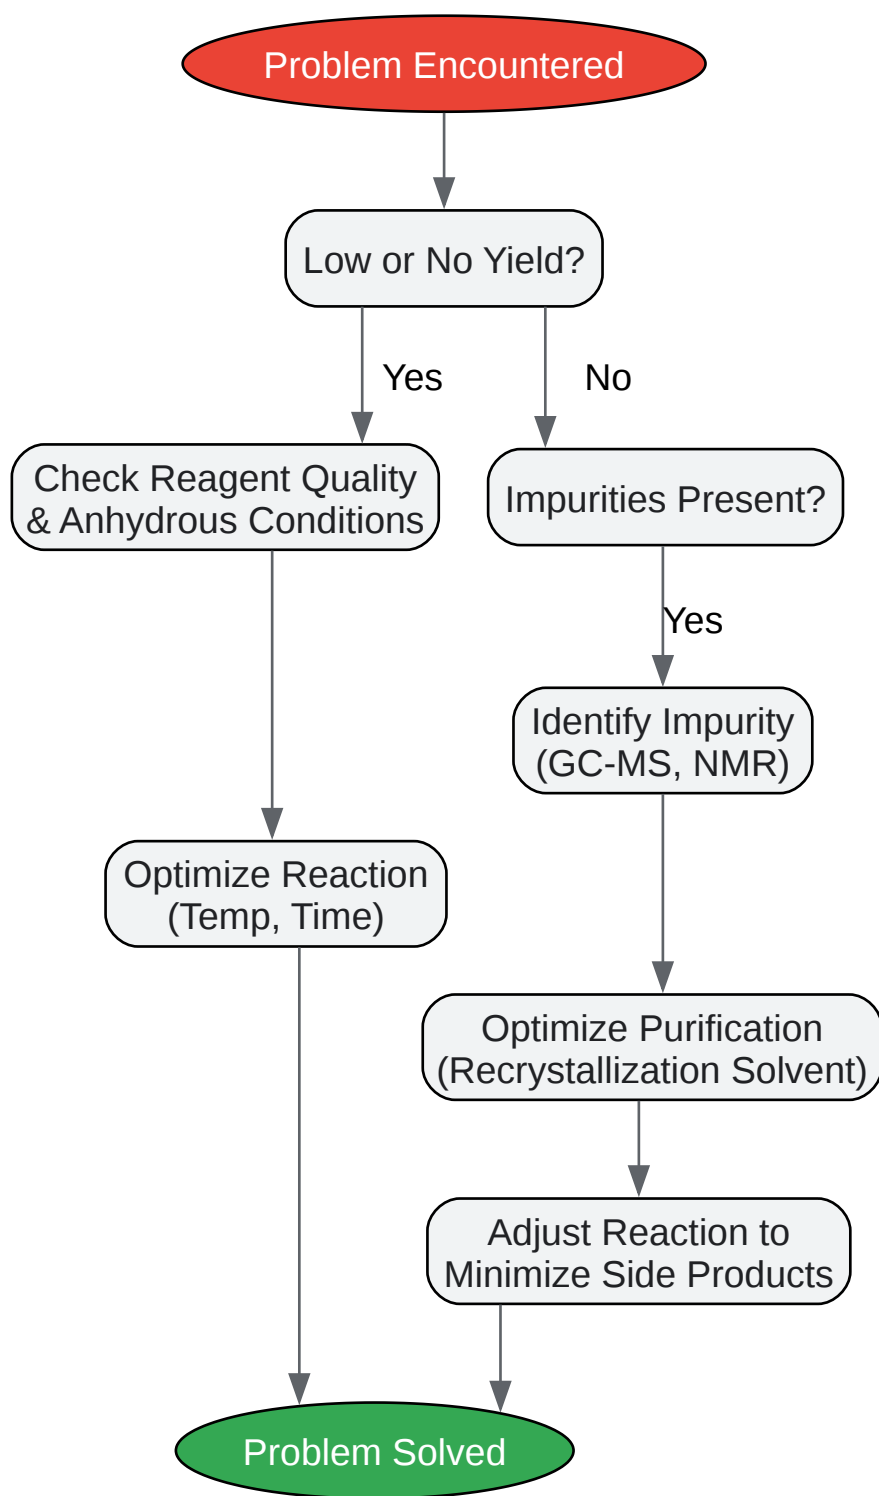 Problem Encountered
Low or No Yield?
Yes
No
Check Reagent Quality
& Anhydrous Conditions
Impurities Present?
Yes
Identify Impurity
(GC-MS, NMR)
Optimize Reaction
(Temp, Time)
Optimize Purification
(Recrystallization Solvent)
Adjust Reaction to
Minimize Side Products
Problem Solved